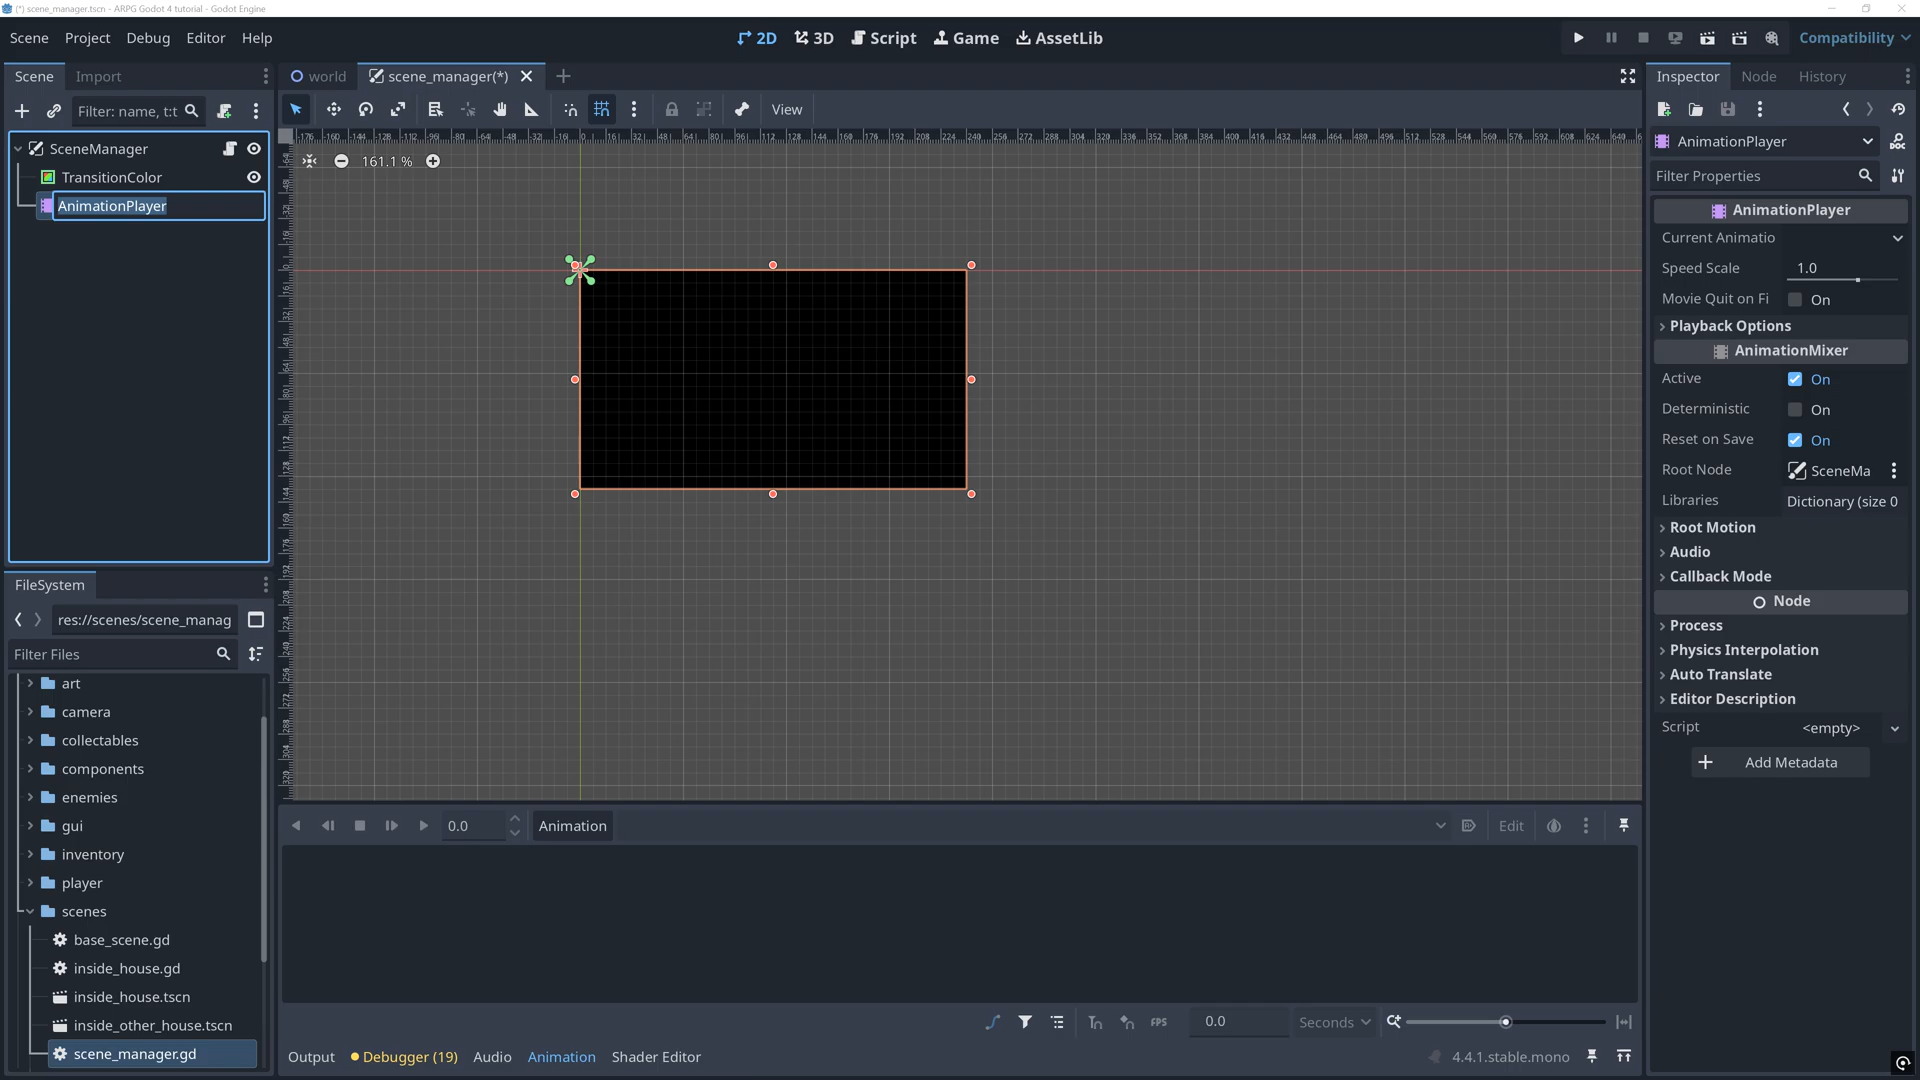 (*) scene_manager.tscn - ARPG Godot 4 tutorial - Godot Engine
Scene Project Debug Editor Help
2D 3D Script Game AssetLib
Compatibility
Scene Import
world scene_manager(*)
Inspector Node History
Filter: name, t:t
View
AnimationPlayer
Filter Properties
SceneManager
TransitionColor
AnimationPlayer
161.1 %
AnimationPlayer
Current Animatio
Speed Scale 1.0
Movie Quit on Fi On
Playback Options
AnimationMixer
Active On
Deterministic On
Reset on Save On
Root Node SceneMa
Libraries Dictionary (size 0
Root Motion
Audio
Callback Mode
Node
Process
Physics Interpolation
Auto Translate
Editor Description
Script <empty>
Add Metadata
FileSystem
res://scenes/scene_manag
Filter Files
art
camera
collectables
components
enemies
gui
inventory
player
scenes
base_scene.gd
inside_house.gd
inside_house.tscn
inside_other_house.tscn
scene_manager.gd
0.0 Animation Edit
FPS 0.0 Seconds
Output Debugger (19) Audio Animation Shader Editor 4.4.1.stable.mono